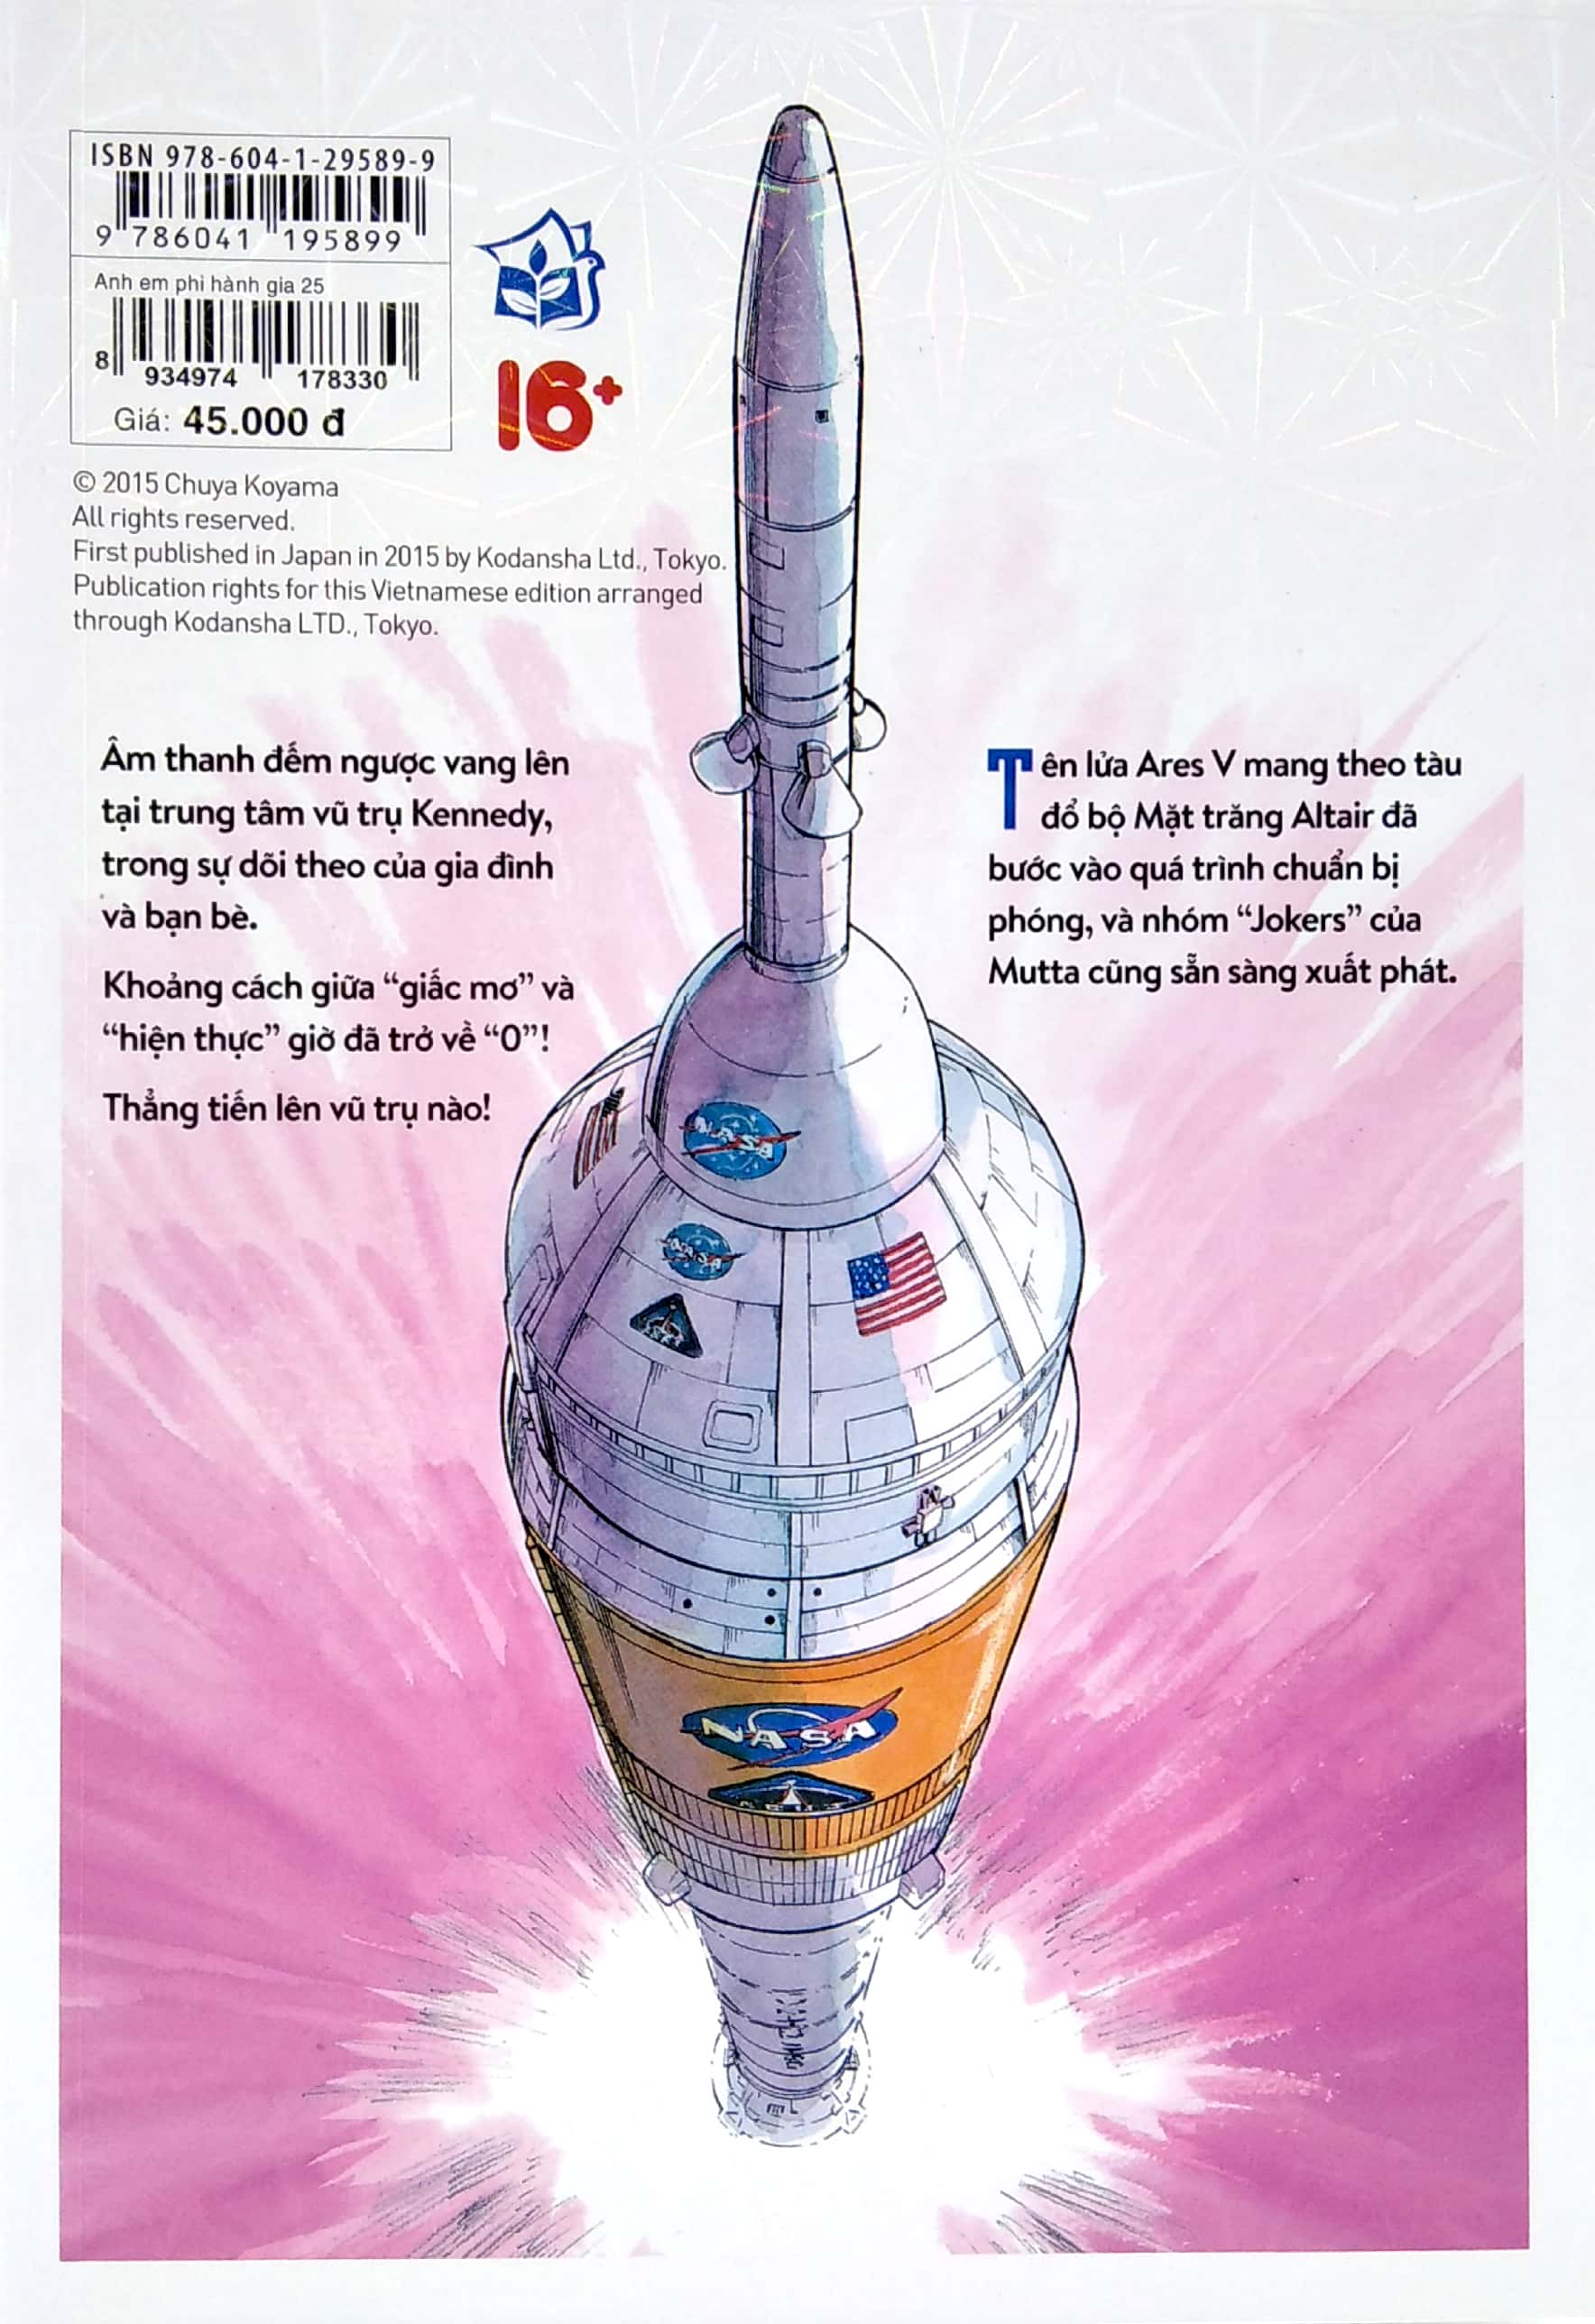 ISBN 978-604-1-29589-9
9 786041 195899
Anh em phi hành gia 25
8 934974 178330
Giá: 45.000 đ
16+
© 2015 Chuya Koyama
All rights reserved.
First published in Japan in 2015 by Kodansha Ltd., Tokyo.
Publication rights for this Vietnamese edition arranged
through Kodansha LTD., Tokyo.
Tên lửa Ares V mang theo tàu
đổ bộ Mặt trăng Altair đã
bước vào quá trình chuẩn bị
phóng, và nhóm “Jokers” của
Mutta cũng sẵn sàng xuất phát.
Âm thanh đếm ngược vang lên
tại trung tâm vũ trụ Kennedy,
trong sự dõi theo của gia đình
và bạn bè.
Khoảng cách giữa “giấc mơ” và
“hiện thực” giờ đã trở về “0”!
Thẳng tiến lên vũ trụ nào!
NASA
NASA
NASA